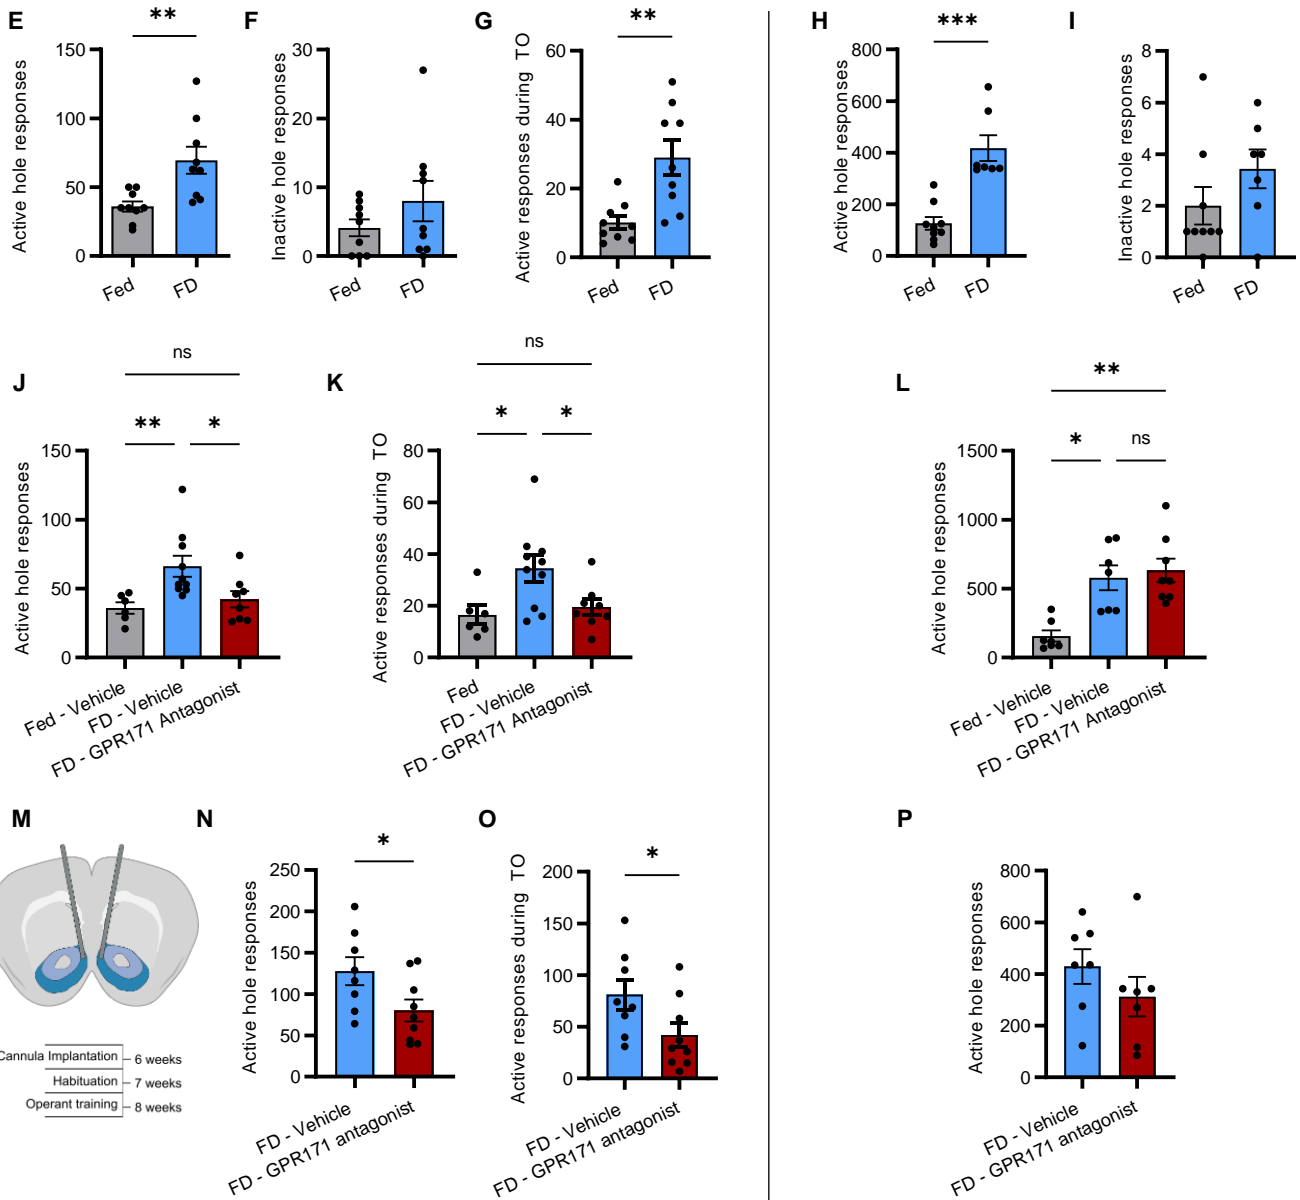 E
**
Active hole responses
150
100
50
0
Fed
FD
F
Inactive hole responses
30
20
10
0
Fed
FD
G
**
Active responses during TO
60
40
20
0
Fed
FD
H
***
Active hole responses
800
600
400
200
0
Fed
FD
I
Inactive hole responses
8
6
4
2
0
Fed
FD
J
ns
**
*
Active hole responses
150
100
50
0
Fed - Vehicle
FD - Vehicle
FD - GPR171 Antagonist
K
ns
*
*
Active responses during TO
80
60
40
20
0
Fed
FD - Vehicle
FD - GPR171 Antagonist
L
**
*
ns
Active hole responses
1500
1000
500
0
Fed - Vehicle
FD - Vehicle
FD - GPR171 Antagonist
M
Cannula Implantation
6 weeks
Habituation
7 weeks
Operant training
8 weeks
N
*
Active hole responses
250
200
150
100
50
0
FD - Vehicle
FD - GPR171 antagonist
O
*
Active responses during TO
200
150
100
50
0
FD - Vehicle
FD - GPR171 antagonist
P
Active hole responses
800
600
400
200
0
FD - Vehicle
FD - GPR171 antagonist